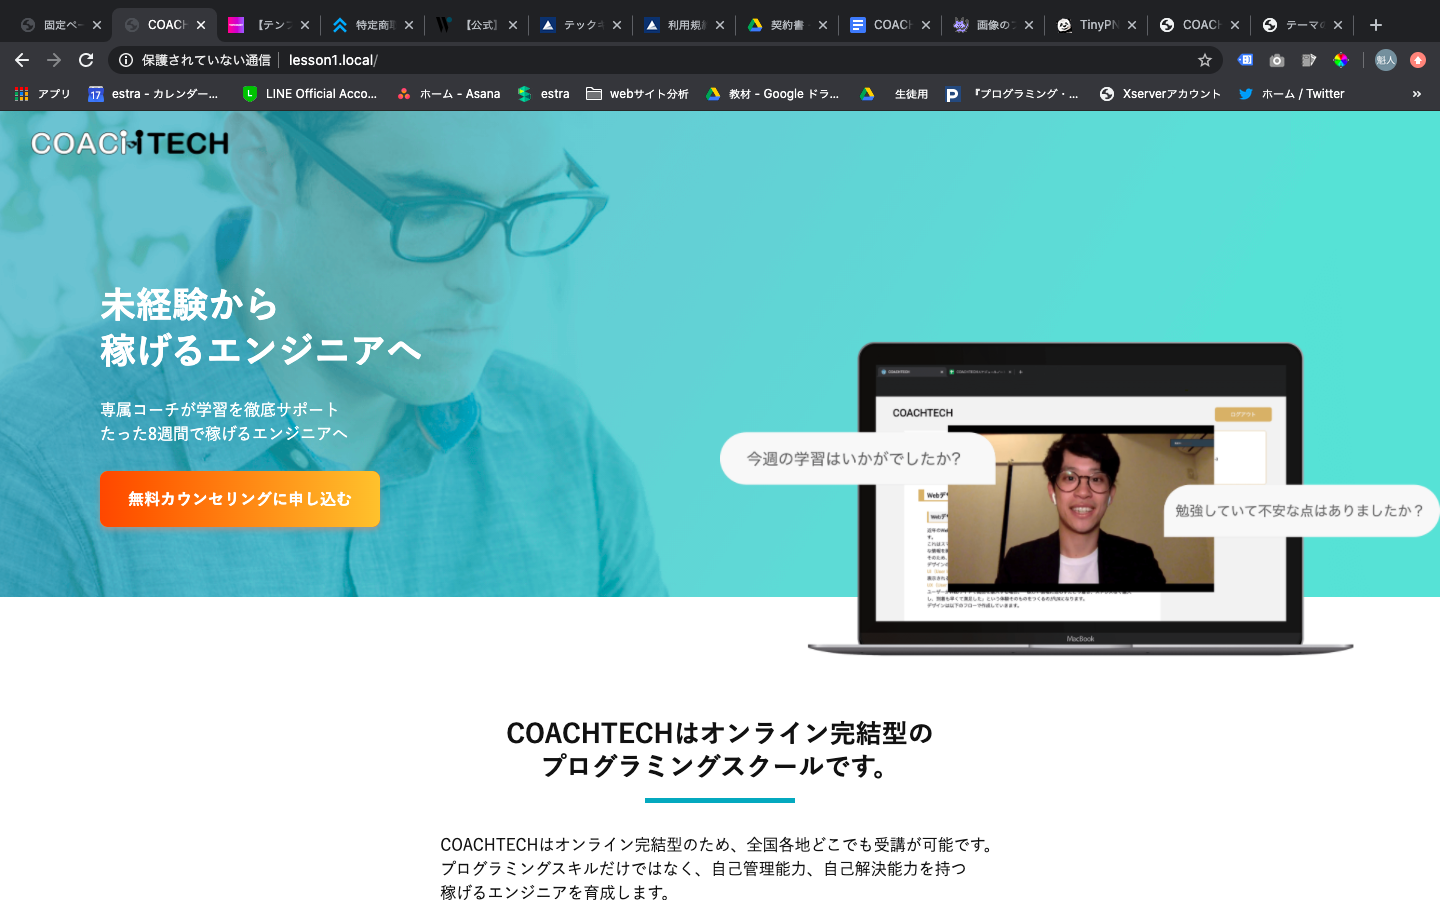 固定ペー
COACH
【テンプ
特定商取
【公式】
テックキ
利用規約
契約書 -
COACH
画像のフ
TinyPN
COACH
テーマの
保護されていない通信 | lesson1.local/
アプリ
17
estra - カレンダー...
LINE Official Acco...
ホーム - Asana
estra
webサイト分析
教材 - Google ドラ...
生徒用
『プログラミング・...
Xserverアカウント
ホーム / Twitter
»
魁人
COACHTECH
未経験から
稼げるエンジニアへ
専属コーチが学習を徹底サポート
たった8週間で稼げるエンジニアへ
無料カウンセリングに申し込む
COACHTECH
ログアウト
今週の学習はいかがでしたか?
勉強していて不安な点はありましたか?
MacBook
COACHTECHはオンライン完結型の
プログラミングスクールです。
COACHTECHはオンライン完結型のため、全国各地どこでも受講が可能です。
プログラミングスキルだけではなく、自己管理能力、自己解決能力を持つ
稼げるエンジニアを育成します。